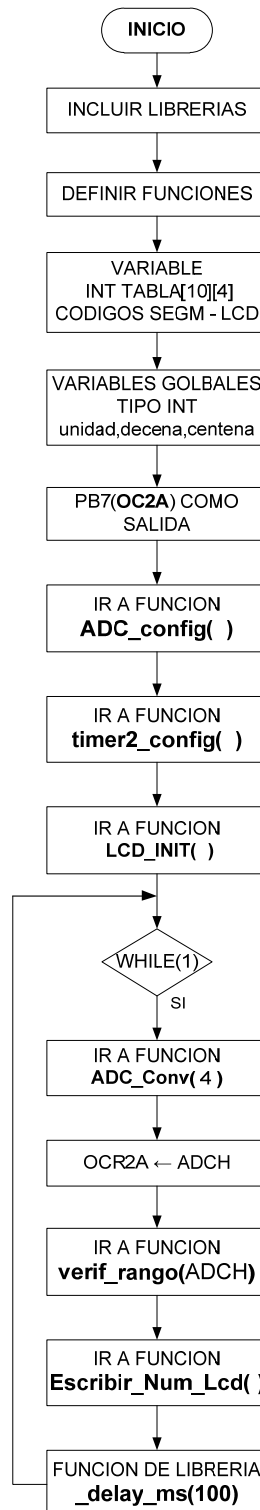 INICIO
INCLUIR LIBRERIAS
DEFINIR FUNCIONES
VARIABLE
INT TABLA[10][4]
CODIGOS SEGM - LCD
VARIABLES GOLBALES
TIPO INT
unidad,decena,centena
PB7(OC2A) COMO
SALIDA
IR A FUNCION
ADC_config( )
IR A FUNCION
timer2_config( )
IR A FUNCION
LCD_INIT( )
WHILE(1)
SI
IR A FUNCION
ADC_Conv( 4 )
OCR2A ← ADCH
IR A FUNCION
verif_rango(ADCH)
IR A FUNCION
Escribir_Num_Lcd( )
FUNCION DE LIBRERIA
_delay_ms(100)